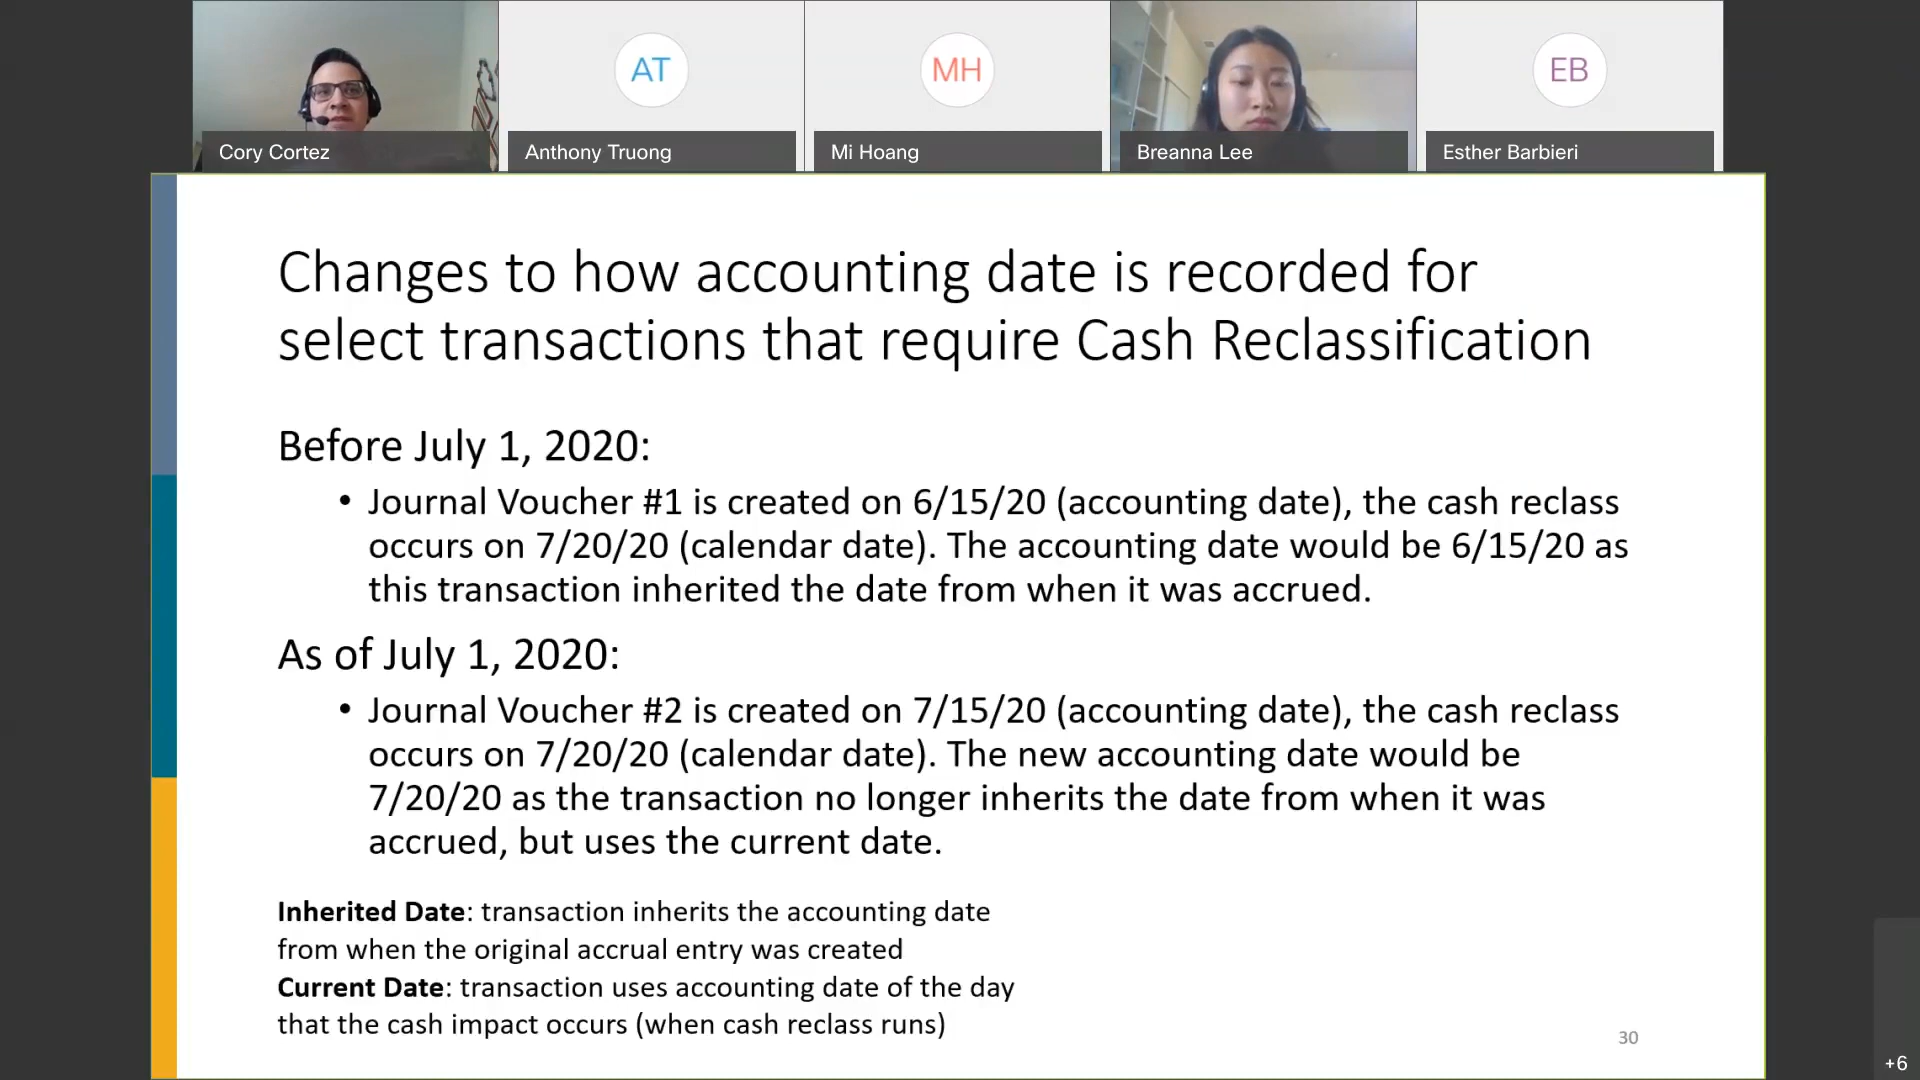 AT
MH
EB
Cory Cortez
Anthony Truong
Mi Hoang
Breanna Lee
Esther Barbieri
Changes to how accounting date is recorded for
select transactions that require Cash Reclassification
Before July 1, 2020:
• Journal Voucher #1 is created on 6/15/20 (accounting date), the cash reclass
occurs on 7/20/20 (calendar date). The accounting date would be 6/15/20 as
this transaction inherited the date from when it was accrued.
As of July 1, 2020:
• Journal Voucher #2 is created on 7/15/20 (accounting date), the cash reclass
occurs on 7/20/20 (calendar date). The new accounting date would be
7/20/20 as the transaction no longer inherits the date from when it was
accrued, but uses the current date.
Inherited Date: transaction inherits the accounting date
from when the original accrual entry was created
Current Date: transaction uses accounting date of the day
that the cash impact occurs (when cash reclass runs)
30
+6